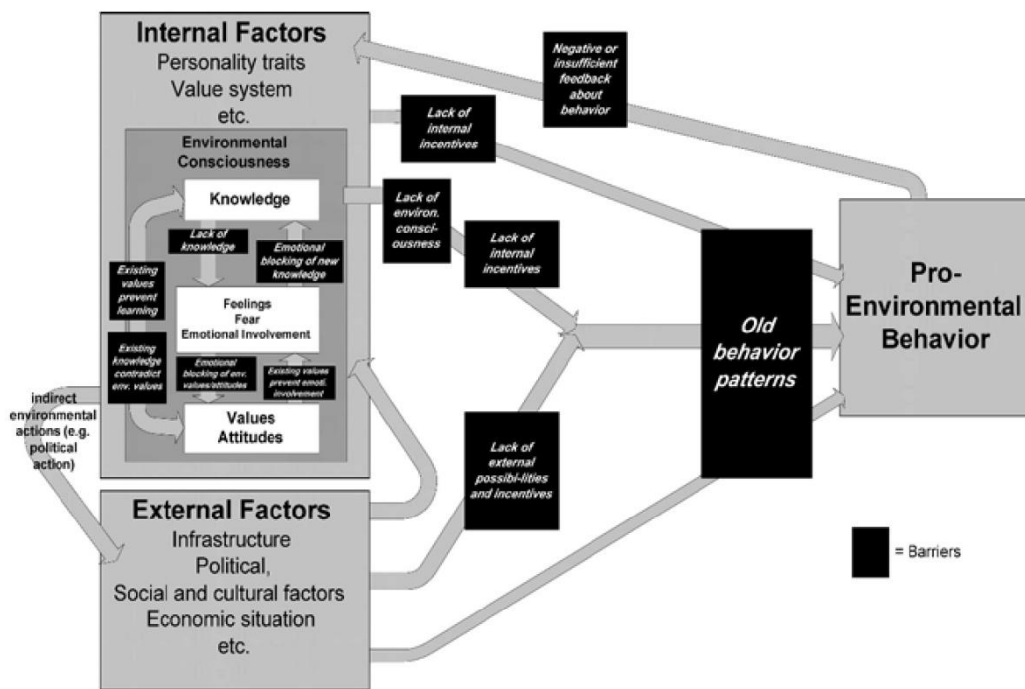 Internal Factors
Personality traits
Value system
etc.
Environmental
Consciousness
Knowledge
Lack of
knowledge
Emotional
blocking of new
knowledge
Existing
values
prevent
learning
Feelings
Fear
Emotional Involvement
Existing
knowledge
contradict
env. values
Emotional
blocking of env.
values/attitudes
Existing values
prevent emoti.
involvement
Values
Attitudes
indirect
environmental
actions (e.g.
political
action)
External Factors
Infrastructure
Political,
Social and cultural factors
Economic situation
etc.
Negative or
insufficient
feedback
about
behavior
Lack of
internal
incentives
Lack of
environ.
consci-
ousness
Lack of
internal
incentives
Lack of
external
possibi-lities
and incentives
Old
behavior
patterns
Pro-
Environmental
Behavior
= Barriers